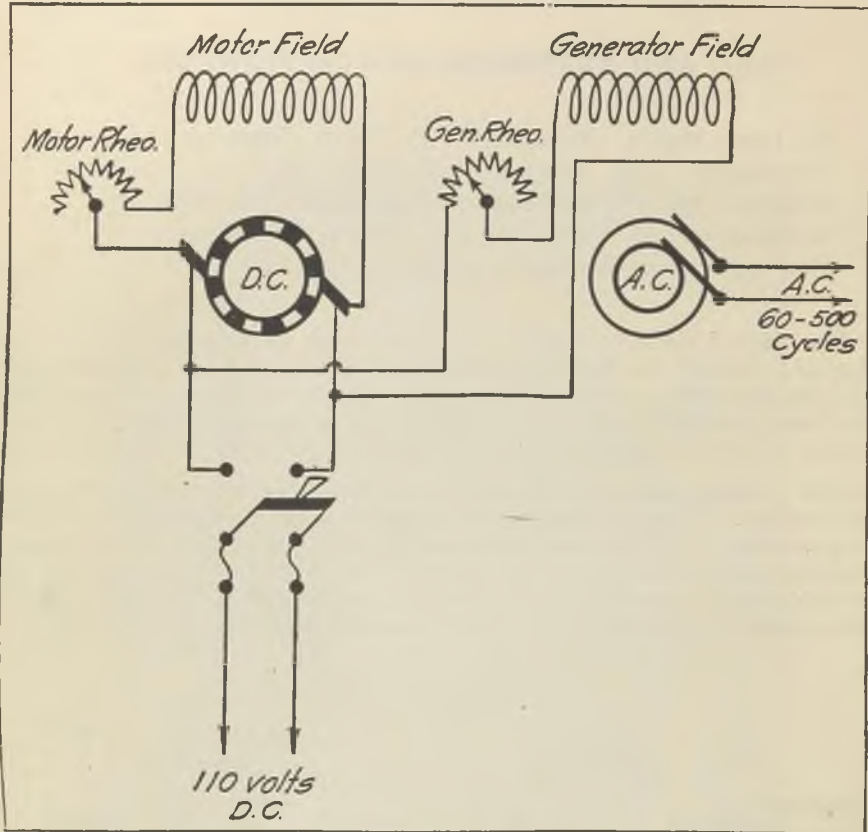 Motor Field
Generator Field
Motor Rheo.
Gen. Rheo.
D.C.
A.C.
A.C.
60-500
Cycles
110 volts
D.C.